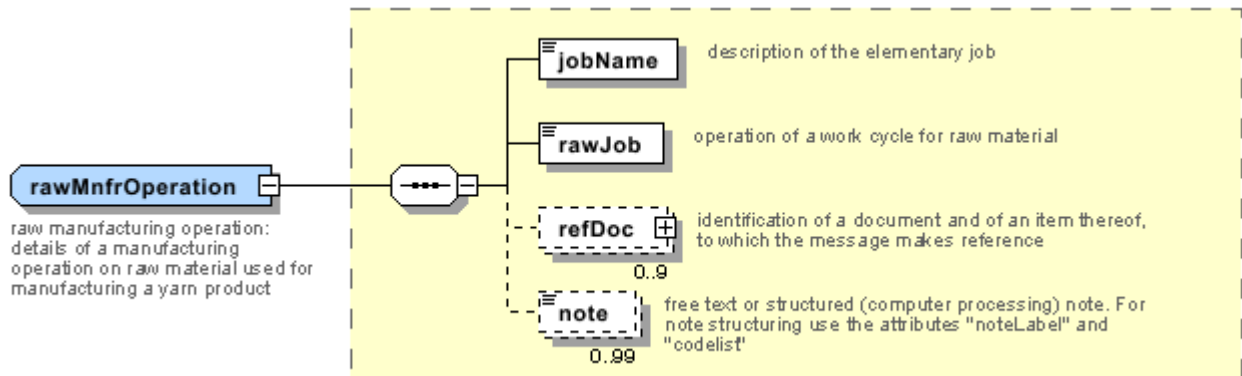 jobName
description of the elementary job
rawJob
operation of a work cycle for raw material
rawMnfrOperation
raw manufacturing operation:
details of a manufacturing
operation on raw material used for
manufacturing a yarn product
refDoc
identification of a document and of an item thereof,
to which the message makes reference
0..9
note
free text or structured (computer processing) note. For
note structuring use the attributes "noteLabel" and
"codelist"
0..99